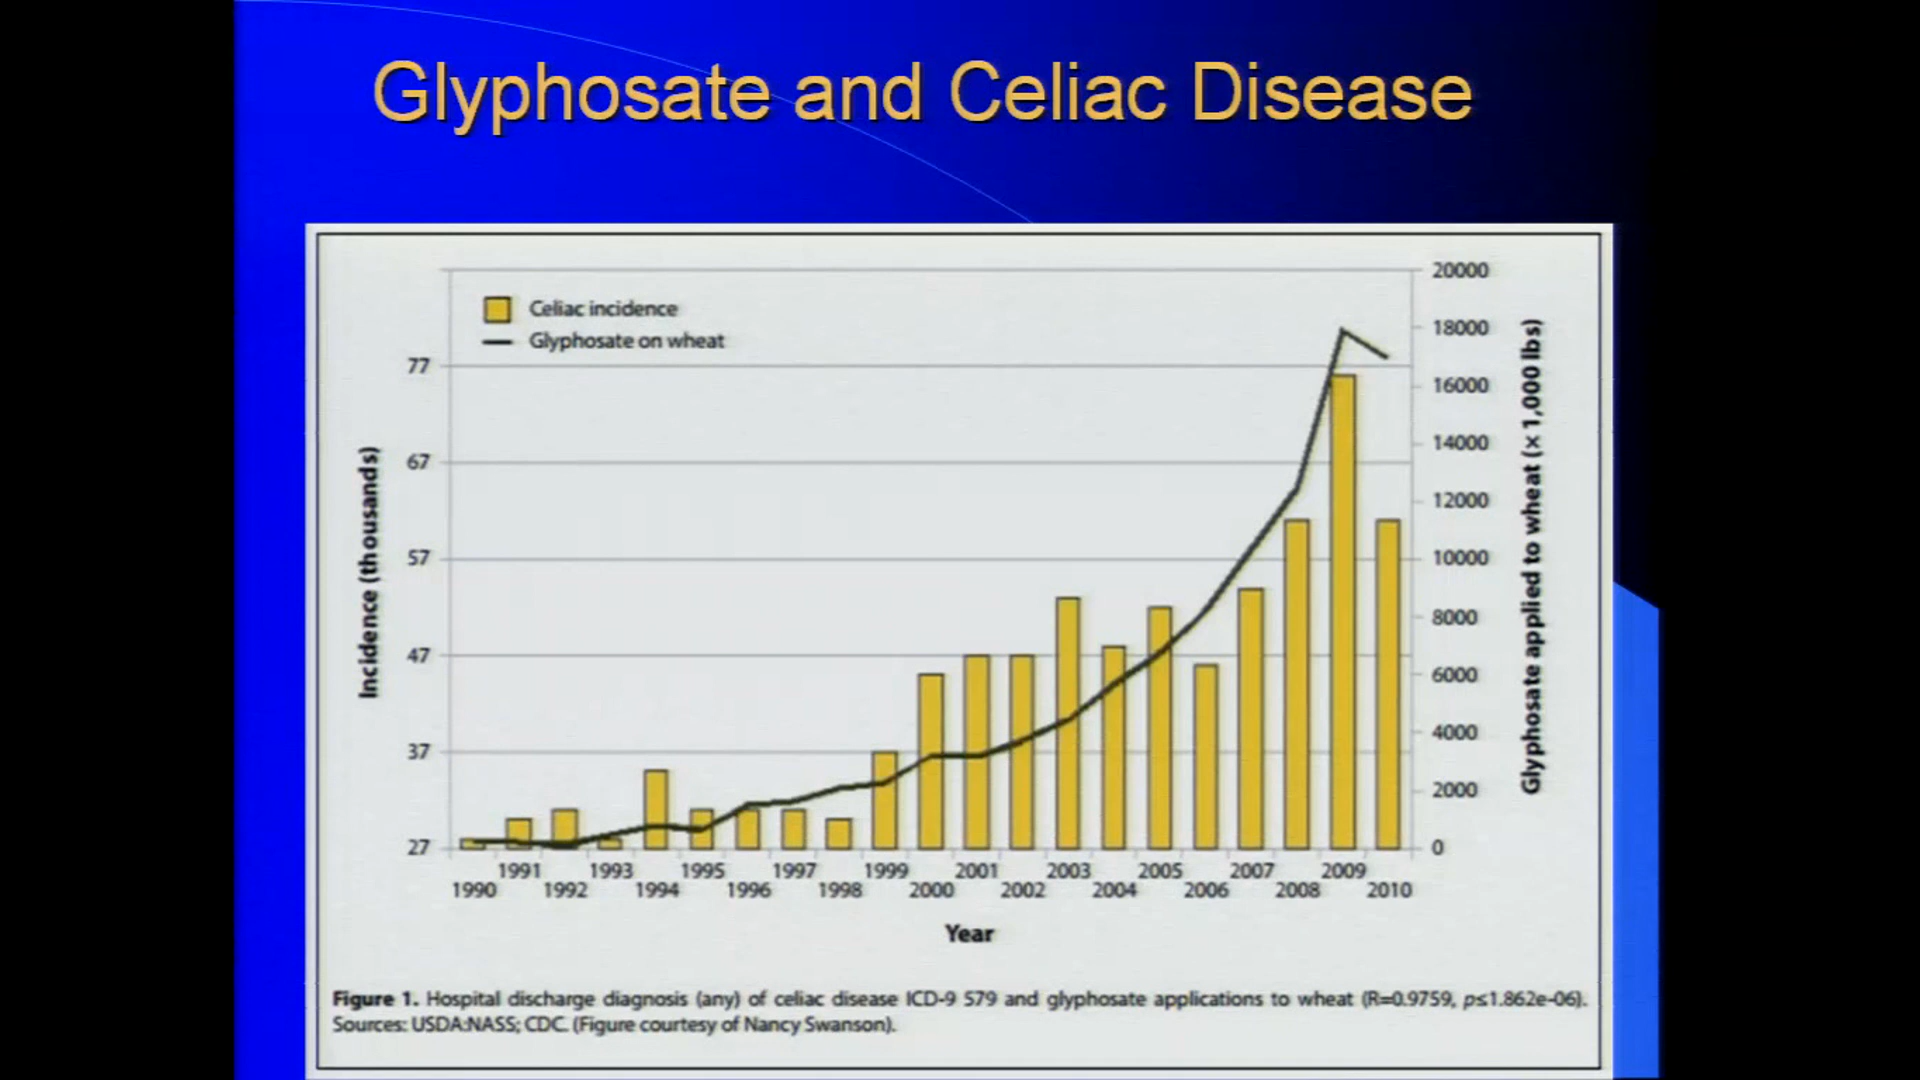 Glyphosate and Celiac Disease
Celiac incidence
Glyphosate on wheat
Incidence (thousands)
77
67
57
47
37
27
20000
18000
16000
14000
12000
10000
8000
6000
4000
2000
0
Glyphosate applied to wheat (× 1,000 lbs)
1991 1993 1995 1997 1999 2001 2003 2005 2007 2009
1990 1992 1994 1996 1998 2000 2002 2004 2006 2008 2010
Year
Figure 1. Hospital discharge diagnosis (any) of celiac disease ICD-9 579 and glyphosate applications to wheat (R=0.9759, p≤1.862e-06).
Sources: USDA:NASS; CDC. (Figure courtesy of Nancy Swanson).